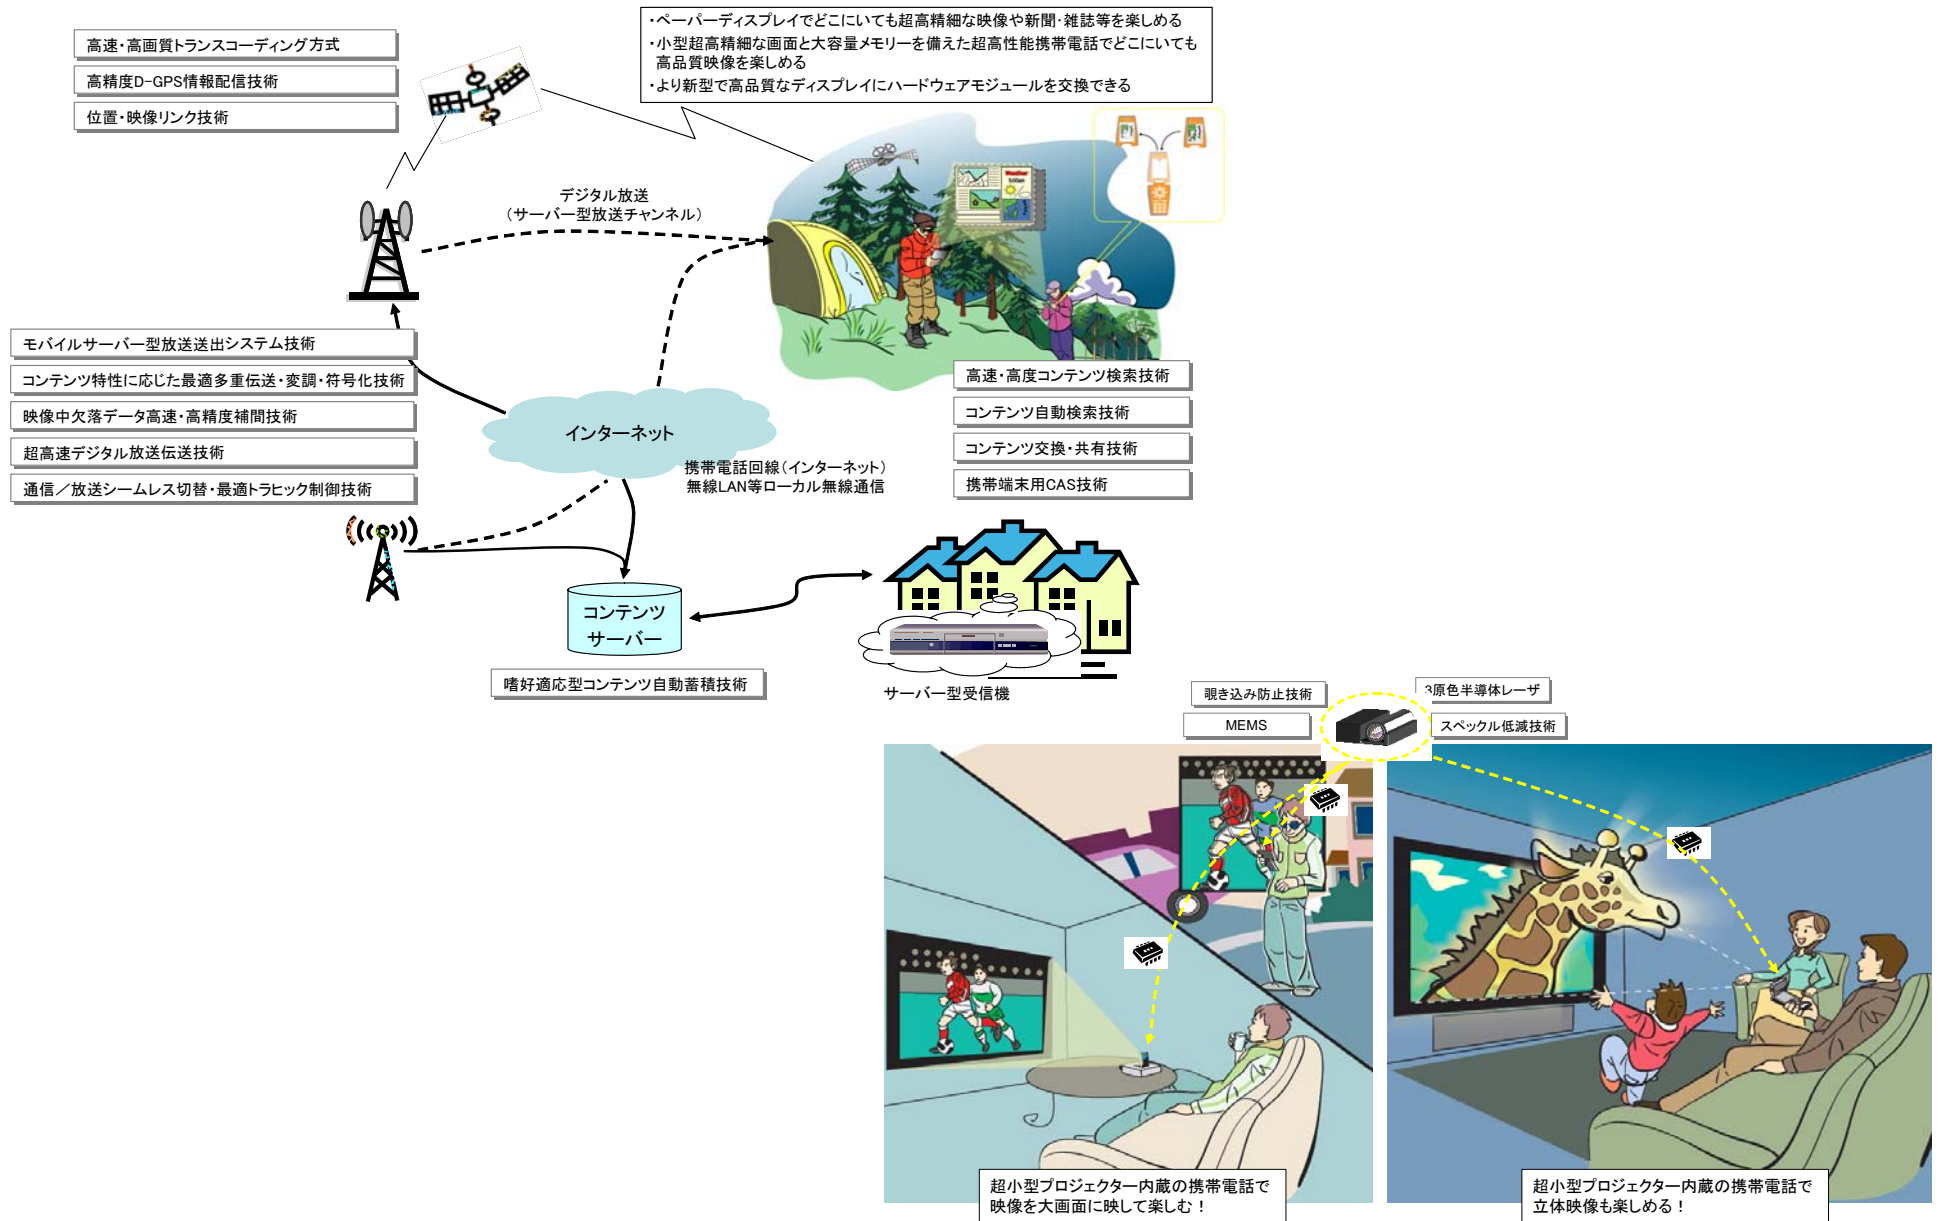 高速・高画質トランスコーディング方式
高精度D-GPS情報配信技術
位置・映像リンク技術
・ペーパーディスプレイでどこにいても超高精細な映像や新聞・雑誌等を楽しめる
・小型超高精細な画面と大容量メモリーを備えた超高性能携帯電話でどこにいても
高品質映像を楽しめる
・より新型で高品質なディスプレイにハードウェアモジュールを交換できる
デジタル放送
（サーバー型放送チャンネル）
Weather
モバイルサーバー型放送送出システム技術
コンテンツ特性に応じた最適多重伝送・変調・符号化技術
映像中欠落データ高速・高精度補間技術
超高速デジタル放送伝送技術
通信／放送シームレス切替・最適トラヒック制御技術
インターネット
携帯電話回線（インターネット）
無線LAN等ローカル無線通信
高速・高度コンテンツ検索技術
コンテンツ自動検索技術
コンテンツ交換・共有技術
携帯端末用CAS技術
コンテンツ
サーバー
嗜好適応型コンテンツ自動蓄積技術
サーバー型受信機
覗き込み防止技術
MEMS
3原色半導体レーザ
スペックル低減技術
超小型プロジェクター内蔵の携帯電話で
映像を大画面に映して楽しむ！
超小型プロジェクター内蔵の携帯電話で
立体映像も楽しめる！